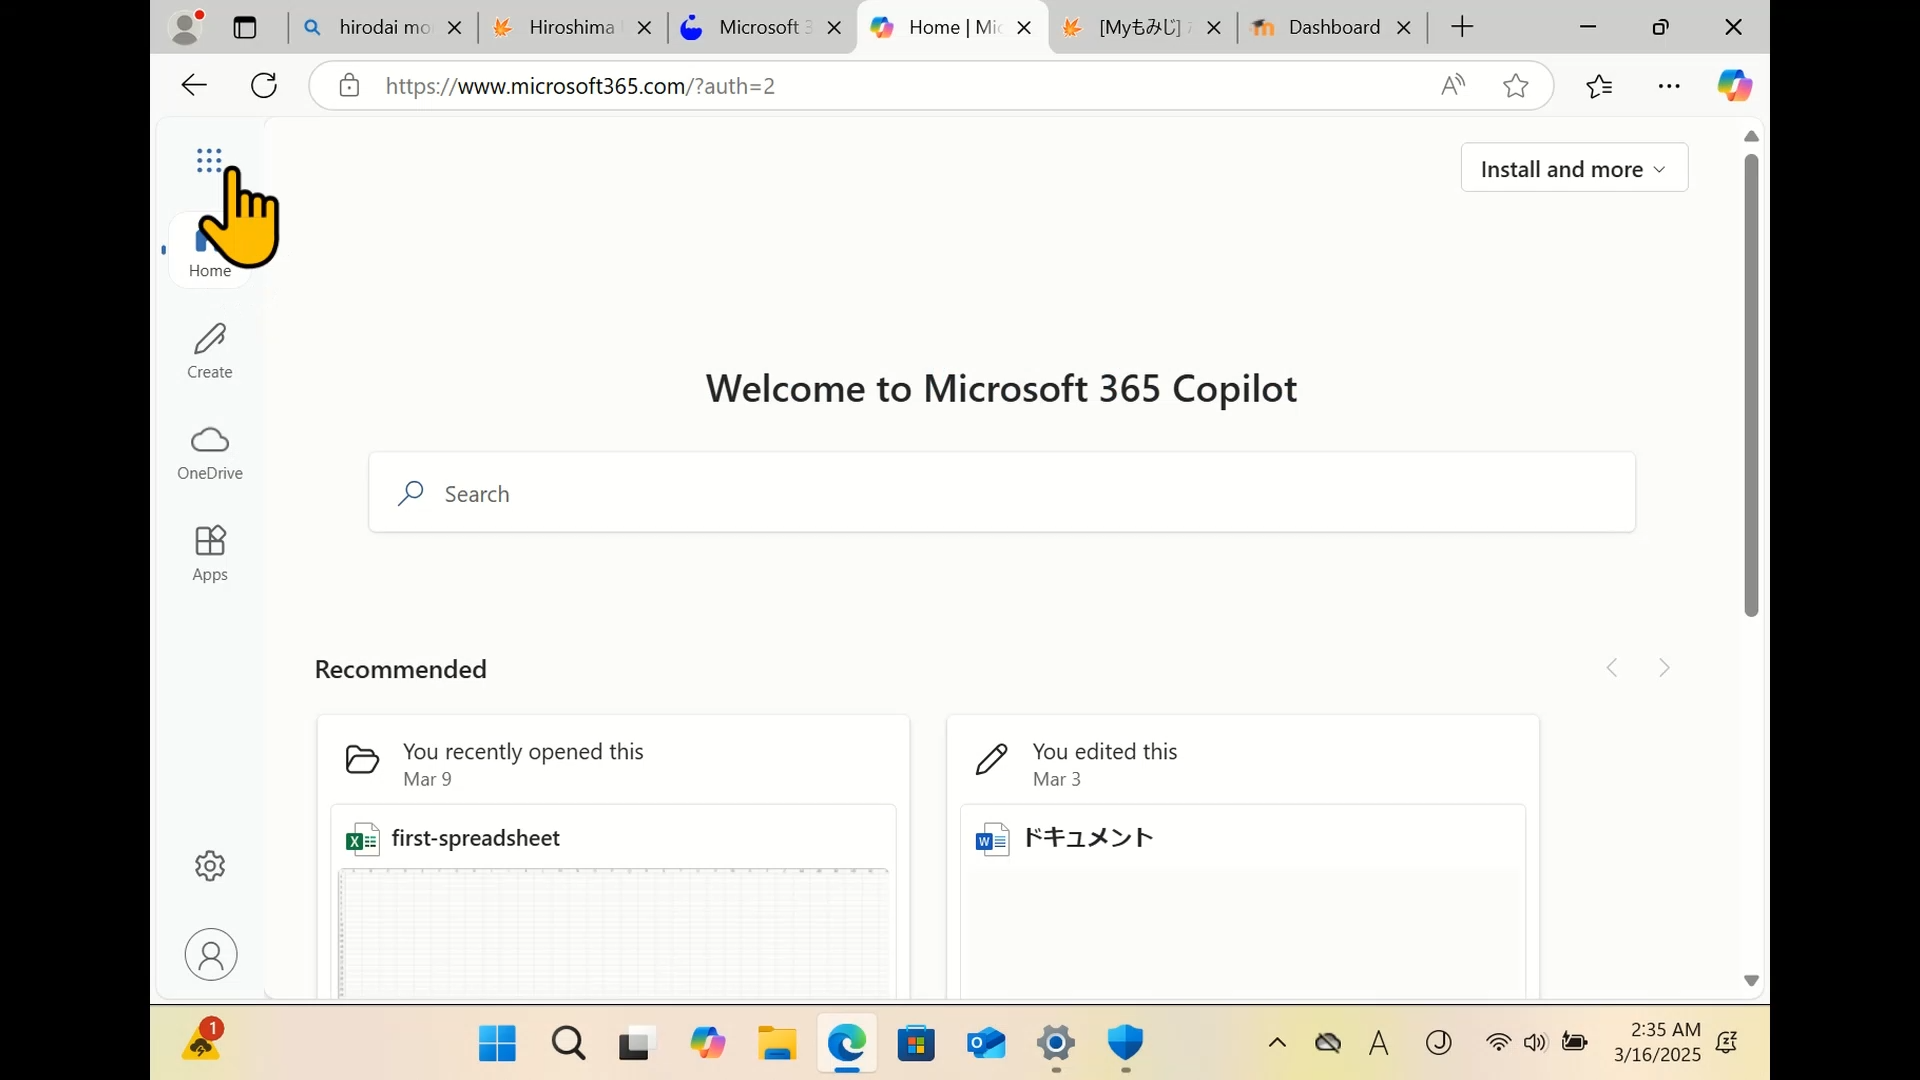 hirodai mo
Hiroshima
Microsoft 3
Home | Mic
[Myもみじ]
Dashboard
https://www.microsoft365.com/?auth=2
Install and more
Home
Create
OneDrive
Apps
Welcome to Microsoft 365 Copilot
Search
Recommended
You recently opened this
Mar 9
first-spreadsheet
You edited this
Mar 3
ドキュメント
1
A
J
2:35 AM
3/16/2025